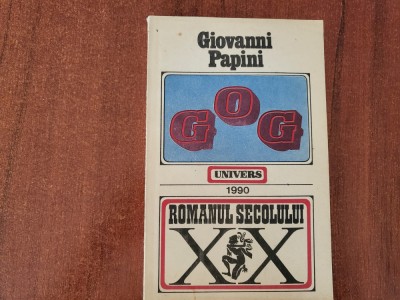 Giovanni
Papini
GOG
UNIVERS
1990
ROMANUL SECOLULUI
XX